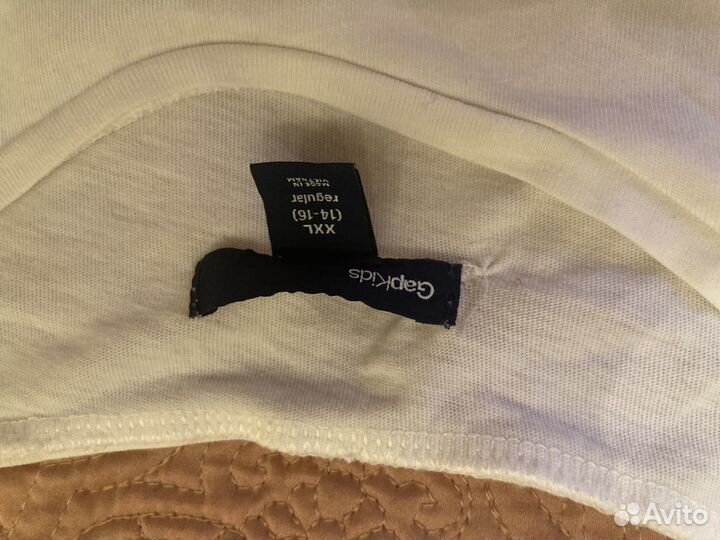 GapKids
XXL
(14-16)
regular
MADE IN
VIETNAM
Avito